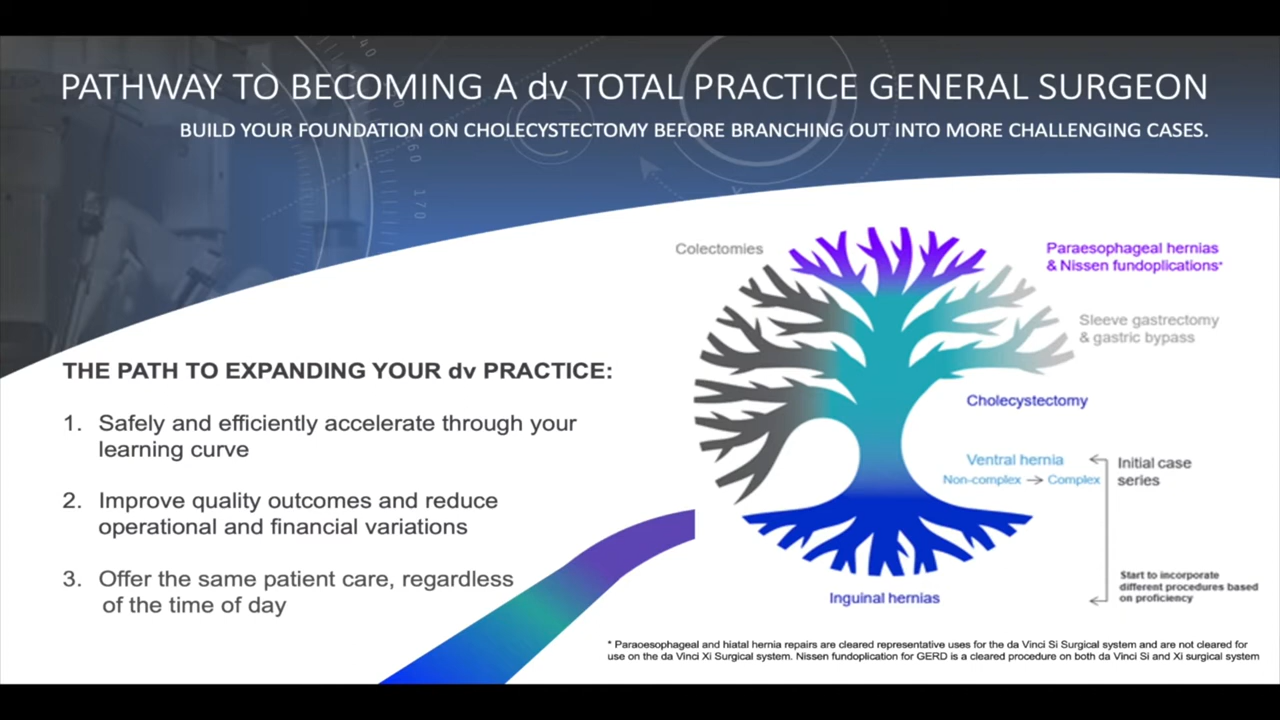 PATHWAY TO BECOMING A dv TOTAL PRACTICE GENERAL SURGEON
BUILD YOUR FOUNDATION ON CHOLECYSTECTOMY BEFORE BRANCHING OUT INTO MORE CHALLENGING CASES.
40
60
170
THE PATH TO EXPANDING YOUR dv PRACTICE:
1. Safely and efficiently accelerate through your
learning curve
2. Improve quality outcomes and reduce
operational and financial variations
3. Offer the same patient care, regardless
of the time of day
Colectomies
Paraesophageal hernias
& Nissen fundoplications*
Sleeve gastrectomy
& gastric bypass
Cholecystectomy
Ventral hernia
Non-complex → Complex
Initial case
series
Start to incorporate
different procedures based
on proficiency
Inguinal hernias
* Paraoesophageal and hiatal hernia repairs are cleared representative uses for the da Vinci Si Surgical system and are not cleared for
use on the da Vinci Xi Surgical system. Nissen fundoplication for GERD is a cleared procedure on both da Vinci Si and Xi surgical system